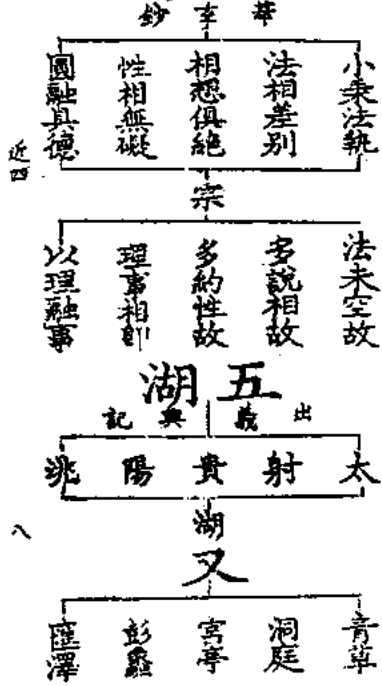 華玄鈔
小乘法執
法相差別
相想俱絕
性相無礙
圓融具德
近四
宗
法未空故
多說相故
多約性故
理事相即
以理融事
五湖
出義興記
太
射
貴
陽
洮
湖
八
又
青草
洞庭
宮亭
彭蠡
匯澤